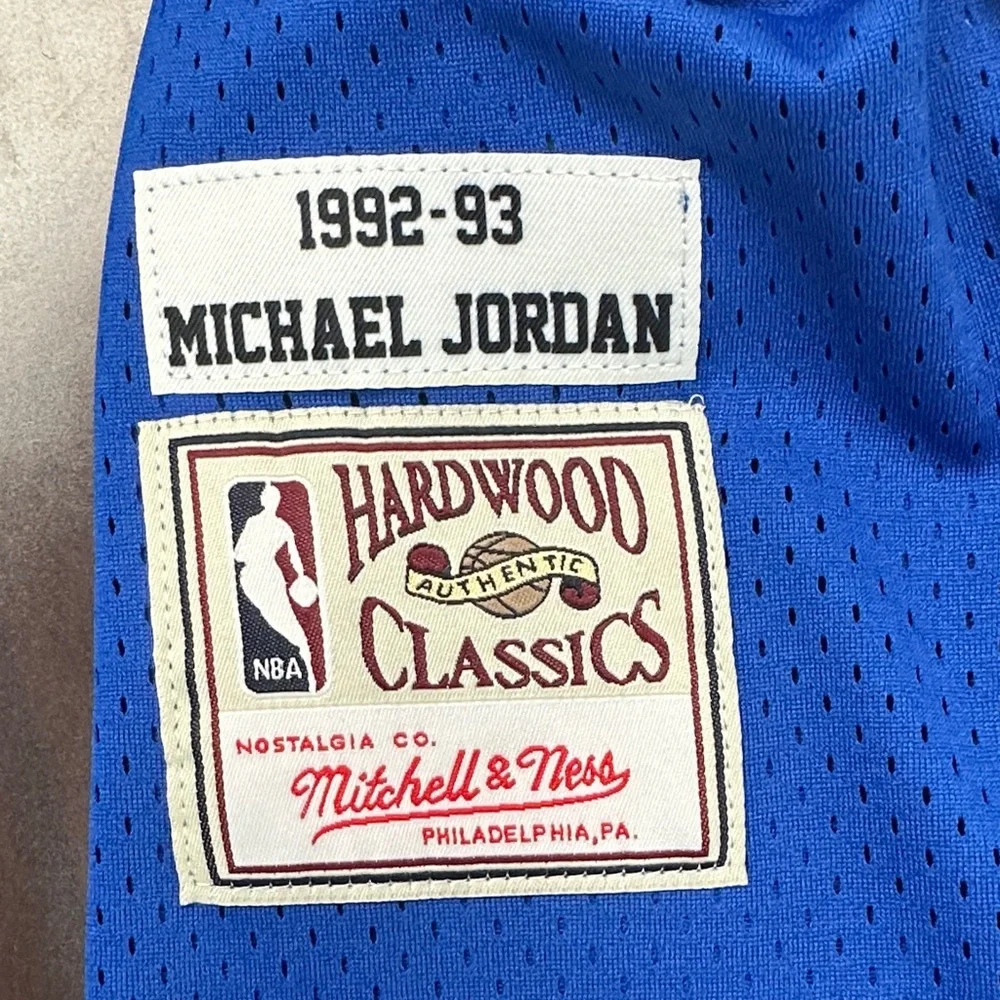 1992-93
MICHAEL JORDAN
HARDWOOD
AUTHENTIC
CLASSICS
NBA
NOSTALGIA CO.
Mitchell & Ness
PHILADELPHIA, PA.